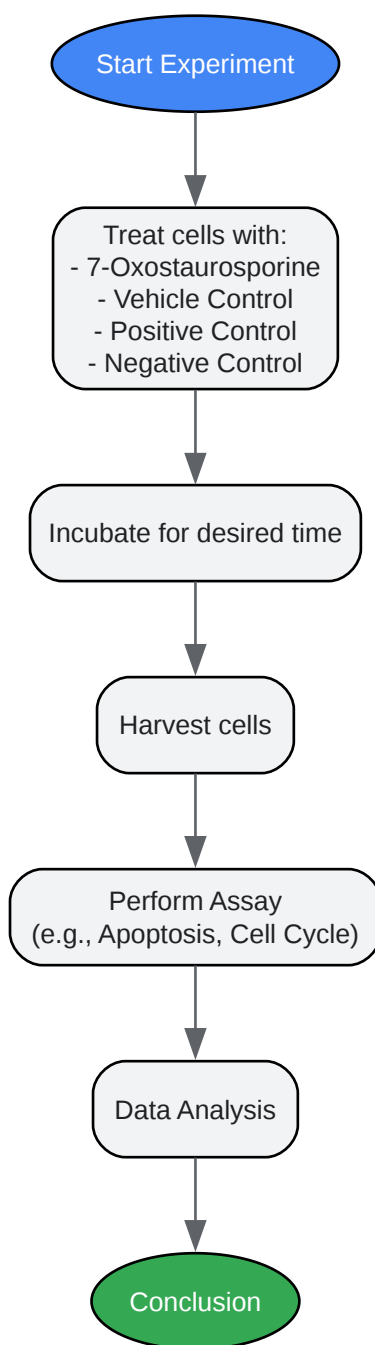 Start Experiment
Treat cells with:
- 7-Oxostaurosporine
- Vehicle Control
- Positive Control
- Negative Control
Incubate for desired time
Harvest cells
Perform Assay
(e.g., Apoptosis, Cell Cycle)
Data Analysis
Conclusion